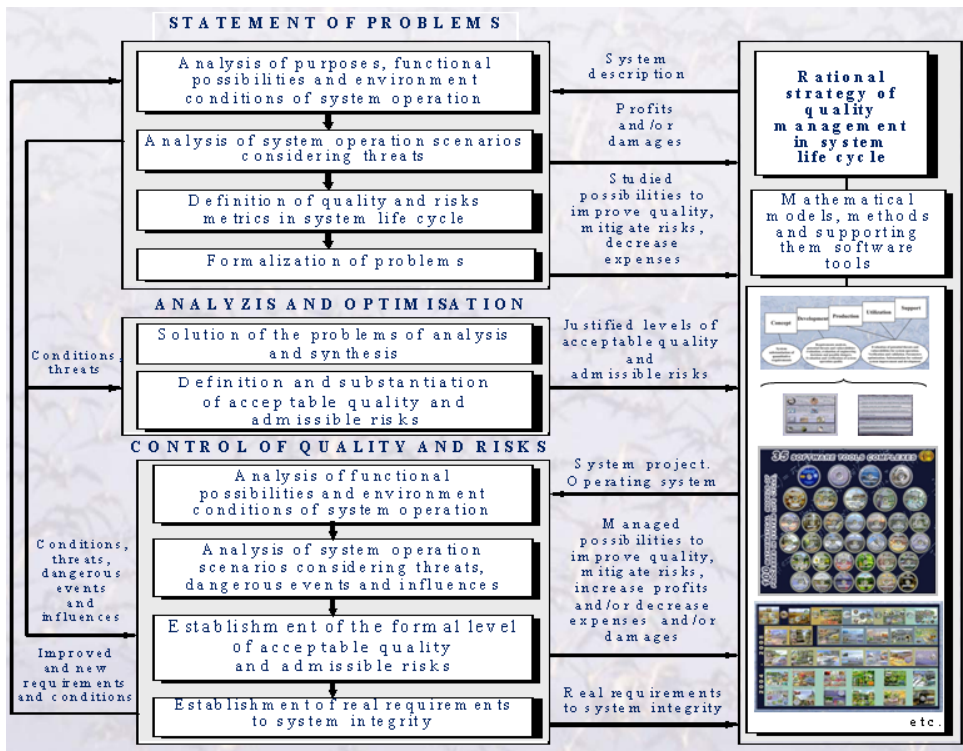 STATEMENT OF PROBLEMS
Analysis of purposes, functional
possibilities and environment
conditions of system operation
Analysis of system operation scenarios
considering threats
Definition of quality and risks
metrics in system life cycle
Formalization of problems
ANALYZIS AND OPTIMISATION
Solution of the problems of analysis
and synthesis
Definition and substantiation
of acceptable quality and
admissible risks
CONTROL OF QUALITY AND RISKS
Analysis of functional
possibilities and environment
conditions of system operation
Analysis of system operation
scenarios considering threats,
dangerous events and influences
Establishment of the formal level
of acceptable quality
and admissible risks
Establishment of real requirements
to system integrity
Conditions,
threats
Conditions,
threats,
dangerous
events
and
influences
Improved
and new
requirements
and conditions
System
description
Profits
and/or
damages
Studied
possibilities to
improve quality,
mitigate risks,
decrease
expenses
Justified levels of
acceptable quality
and
admissible risks
System project.
Operating system
Managed
possibilities to
improve quality,
mitigate risks,
increase profits
and/or decrease
expenses and/or
damages
Real requirements
to system integrity
Rational
strategy of
quality
management
in system
life cycle
Mathematical
models, methods
and supporting
them software
tools
Concept
Development
Production
Utilization
Support
35 SOFTWARE TOOLS COMPLEXES
etc.